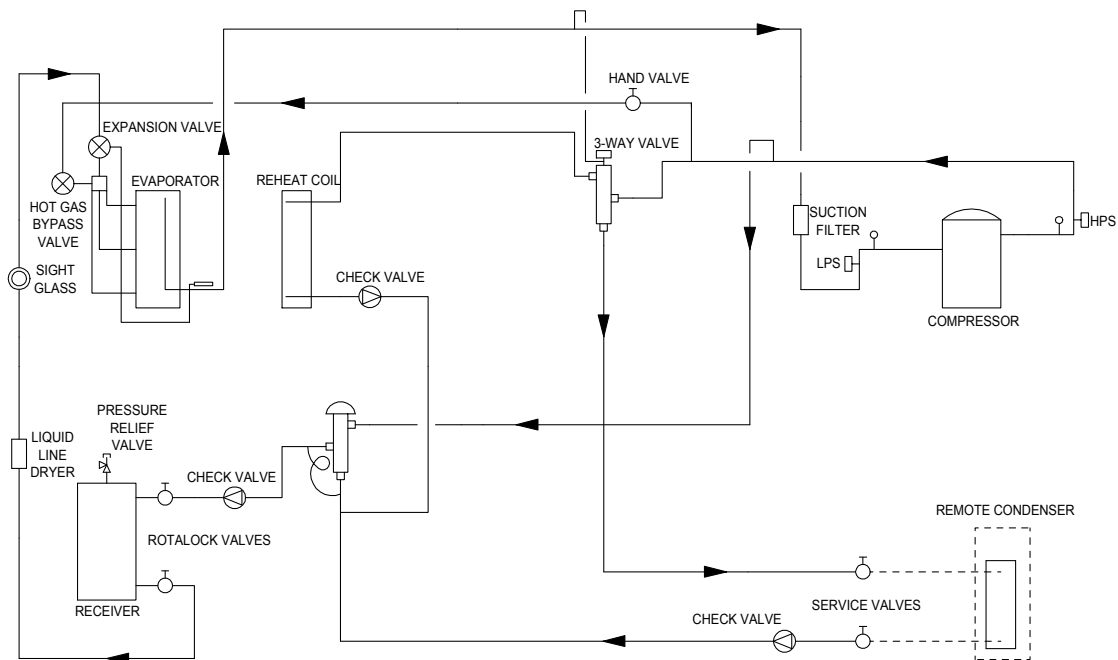 HAND VALVE
EXPANSION VALVE
3-WAY VALVE
EVAPORATOR
REHEAT COIL
HOT GAS
BYPASS
VALVE
SUCTION
FILTER
HPS
LPS
SIGHT
GLASS
CHECK VALVE
COMPRESSOR
PRESSURE
RELIEF
VALVE
LIQUID
LINE
DRYER
CHECK VALVE
REMOTE CONDENSER
ROTALOCK VALVES
RECEIVER
SERVICE VALVES
CHECK VALVE